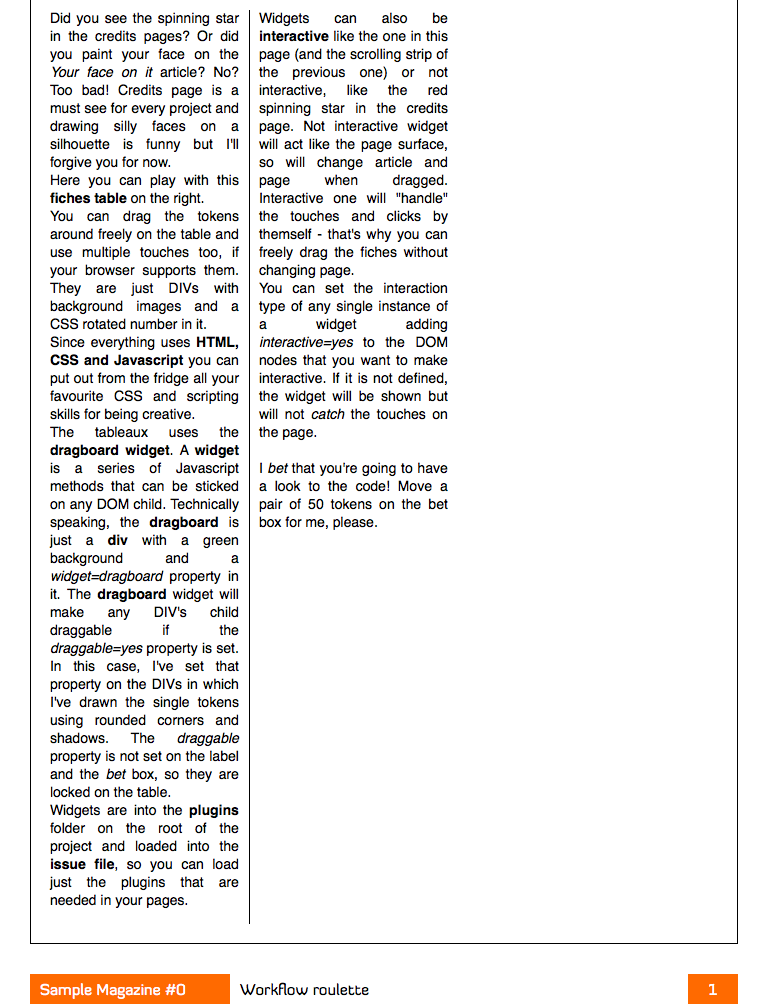 Did you see the spinning star
in the credits pages? Or did
you paint your face on the
Your face on it article? No?
Too bad! Credits page is a
must see for every project and
drawing silly faces on a
silhouette is funny but I'll
forgive you for now.
Here you can play with this
fiches table on the right.
You can drag the tokens
around freely on the table and
use multiple touches too, if
your browser supports them.
They are just DIVs with
background images and a
CSS rotated number in it.
Since everything uses HTML,
CSS and Javascript you can
put out from the fridge all your
favourite CSS and scripting
skills for being creative.
The tableaux uses the
dragboard widget. A widget
is a series of Javascript
methods that can be sticked
on any DOM child. Technically
speaking, the dragboard is
just a div with a green
background and a
widget=dragboard property in
it. The dragboard widget will
make any DIV's child
draggable if the
draggable=yes property is set.
In this case, I've set that
property on the DIVs in which
I've drawn the single tokens
using rounded corners and
shadows. The draggable
property is not set on the label
and the bet box, so they are
locked on the table.
Widgets are into the plugins
folder on the root of the
project and loaded into the
issue file, so you can load
just the plugins that are
needed in your pages.
Widgets can also be
interactive like the one in this
page (and the scrolling strip of
the previous one) or not
interactive, like the red
spinning star in the credits
page. Not interactive widget
will act like the page surface,
so will change article and
page when dragged.
Interactive one will "handle"
the touches and clicks by
themself - that's why you can
freely drag the fiches without
changing page.
You can set the interaction
type of any single instance of
a widget adding
interactive=yes to the DOM
nodes that you want to make
interactive. If it is not defined,
the widget will be shown but
will not catch the touches on
the page.
I bet that you're going to have
a look to the code! Move a
pair of 50 tokens on the bet
box for me, please.
Sample Magazine #0
Workflow roulette
1